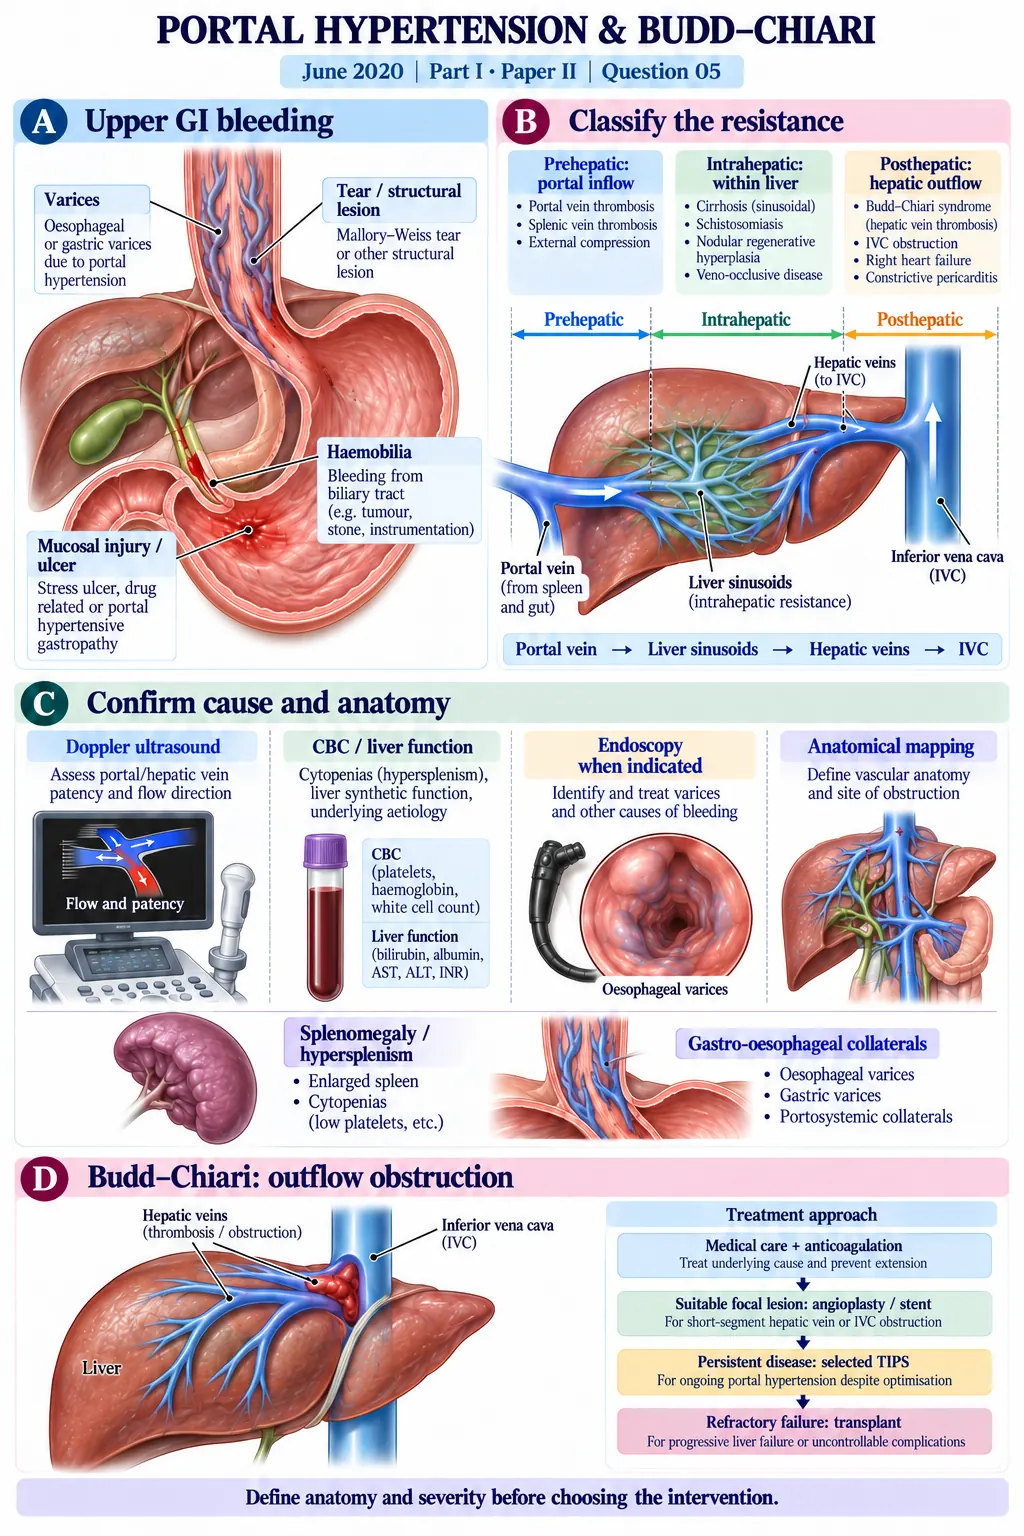 PORTAL HYPERTENSION & BUDD–CHIARI
June 2020 | Part I · Paper II | Question 05
A Upper GI bleeding
Varices
Oesophageal
or gastric varices
due to portal
hypertension
Tear / structural
lesion
Mallory–Weiss tear
or other structural
lesion
Haemobilia
Bleeding from
biliary tract
(e.g. tumour,
stone, instrumentation)
Mucosal injury /
ulcer
Stress ulcer, drug
related or portal
hypertensive
gastropathy
B Classify the resistance
Prehepatic:
portal inflow
• Portal vein thrombosis
• Splenic vein thrombosis
• External compression
Intrahepatic:
within liver
• Cirrhosis (sinusoidal)
• Schistosomiasis
• Nodular regenerative
hyperplasia
• Veno-occlusive disease
Posthepatic:
hepatic outflow
• Budd–Chiari syndrome
(hepatic vein thrombosis)
• IVC obstruction
• Right heart failure
• Constrictive pericarditis
Prehepatic
Intrahepatic
Posthepatic
Hepatic veins
(to IVC)
Portal vein
(from spleen
and gut)
Liver sinusoids
(intrahepatic resistance)
Inferior vena cava
(IVC)
Portal vein → Liver sinusoids → Hepatic veins → IVC
C Confirm cause and anatomy
Doppler ultrasound
Assess portal/hepatic vein
patency and flow direction
Flow and patency
CBC / liver function
Cytopenias (hypersplenism),
liver synthetic function,
underlying aetiology
CBC
(platelets,
haemoglobin,
white cell count)
Liver function
(bilirubin, albumin,
AST, ALT, INR)
Endoscopy
when indicated
Identify and treat varices
and other causes of bleeding
Oesophageal varices
Anatomical mapping
Define vascular anatomy
and site of obstruction
Splenomegaly /
hypersplenism
• Enlarged spleen
• Cytopenias
(low platelets, etc.)
Gastro-oesophageal collaterals
• Oesophageal varices
• Gastric varices
• Portosystemic collaterals
D Budd–Chiari: outflow obstruction
Hepatic veins
(thrombosis / obstruction)
Inferior vena cava
(IVC)
Liver
Treatment approach
Medical care + anticoagulation
Treat underlying cause and prevent extension
Suitable focal lesion: angioplasty / stent
For short-segment hepatic vein or IVC obstruction
Persistent disease: selected TIPS
For ongoing portal hypertension despite optimisation
Refractory failure: transplant
For progressive liver failure or uncontrollable complications
Define anatomy and severity before choosing the intervention.